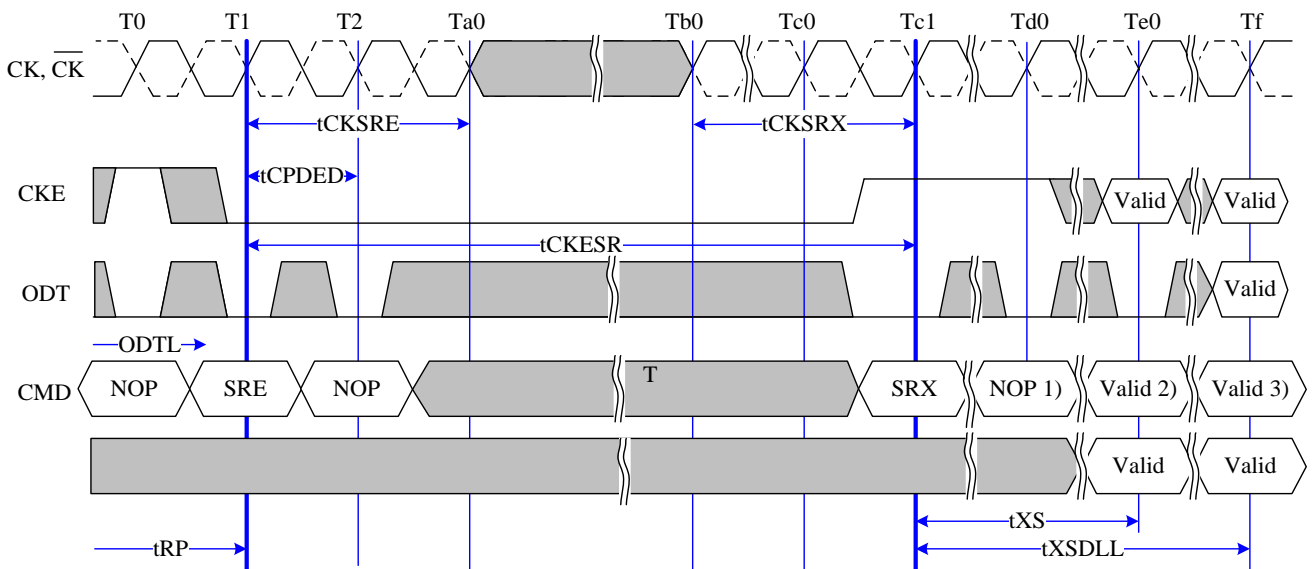 T0 T1 T2 Ta0 Tb0 Tc0 Tc1 Td0 Te0 Tf
CK, CK
tCKSRE tCKSRX
tCPDED
CKE Valid Valid
tCKESR
ODT Valid
ODTL
CMD NOP SRE NOP T SRX NOP 1) Valid 2) Valid 3)
Valid Valid
tXS
tRP tXSDLL